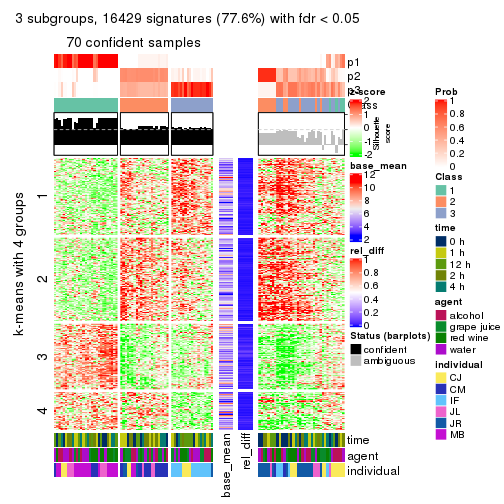 3 subgroups, 16429 signatures (77.6%) with fdr < 0.05
70 confident samples
p1
p2
p3
Class
Silhouette
score
k-means with 4 groups
1
2
3
4
time
agent
individual
base_mean
rel_diff
z-score
2
1
0
-1
-2
base_mean
12
10
8
6
4
2
rel_diff
1
0.8
0.6
0.4
0.2
0
Status (barplots)
confident
ambiguous
Prob
1
0.8
0.6
0.4
0.2
0
Class
1
2
3
time
0 h
1 h
12 h
2 h
4 h
agent
alcohol
grape juice
red wine
water
individual
CJ
CM
IF
JL
JR
MB